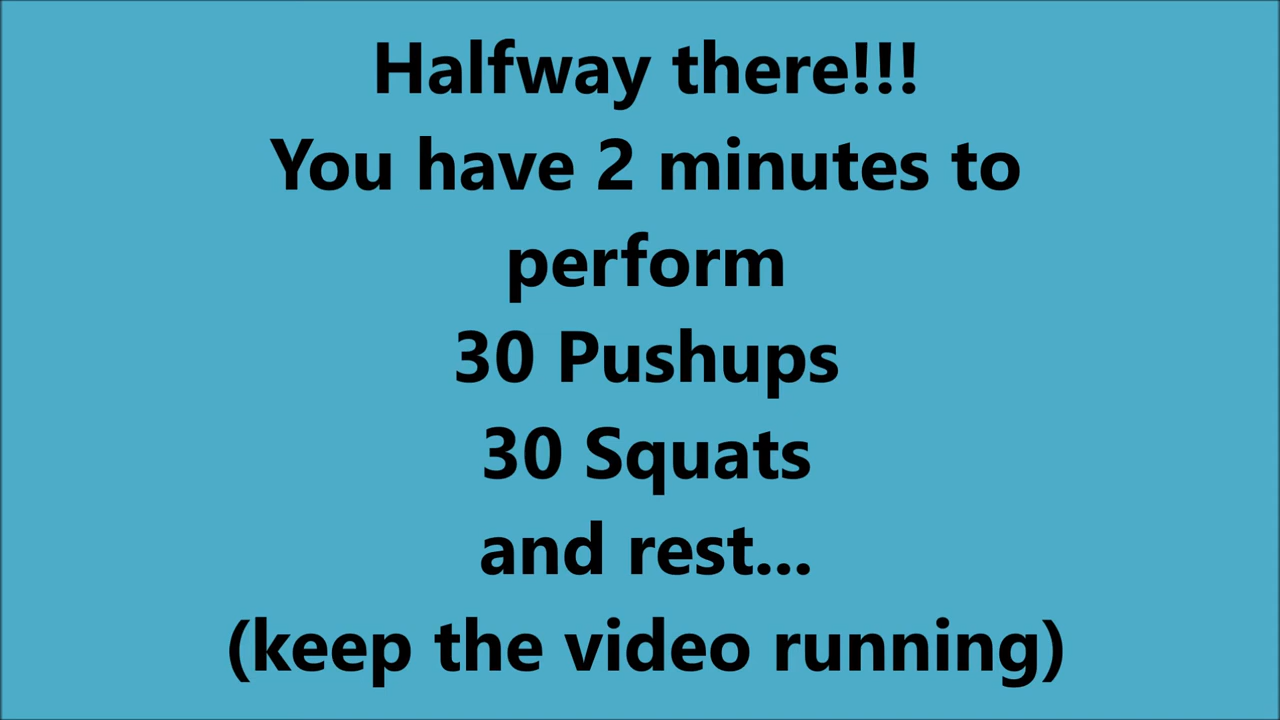 Halfway there!!!
You have 2 minutes to
perform
30 Pushups
30 Squats
and rest...
(keep the video running)